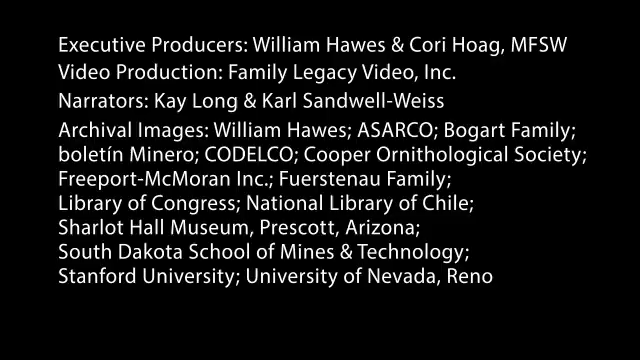 Executive Producers: William Hawes & Cori Hoag, MFSW
Video Production: Family Legacy Video, Inc.
Narrators: Kay Long & Karl Sandwell-Weiss
Archival Images: William Hawes; ASARCO; Bogart Family;
boletín Minero; CODELCO; Cooper Ornithological Society;
Freeport-McMoran Inc.; Fuerstenau Family;
Library of Congress; National Library of Chile;
Sharlot Hall Museum, Prescott, Arizona;
South Dakota School of Mines & Technology;
Stanford University; University of Nevada, Reno